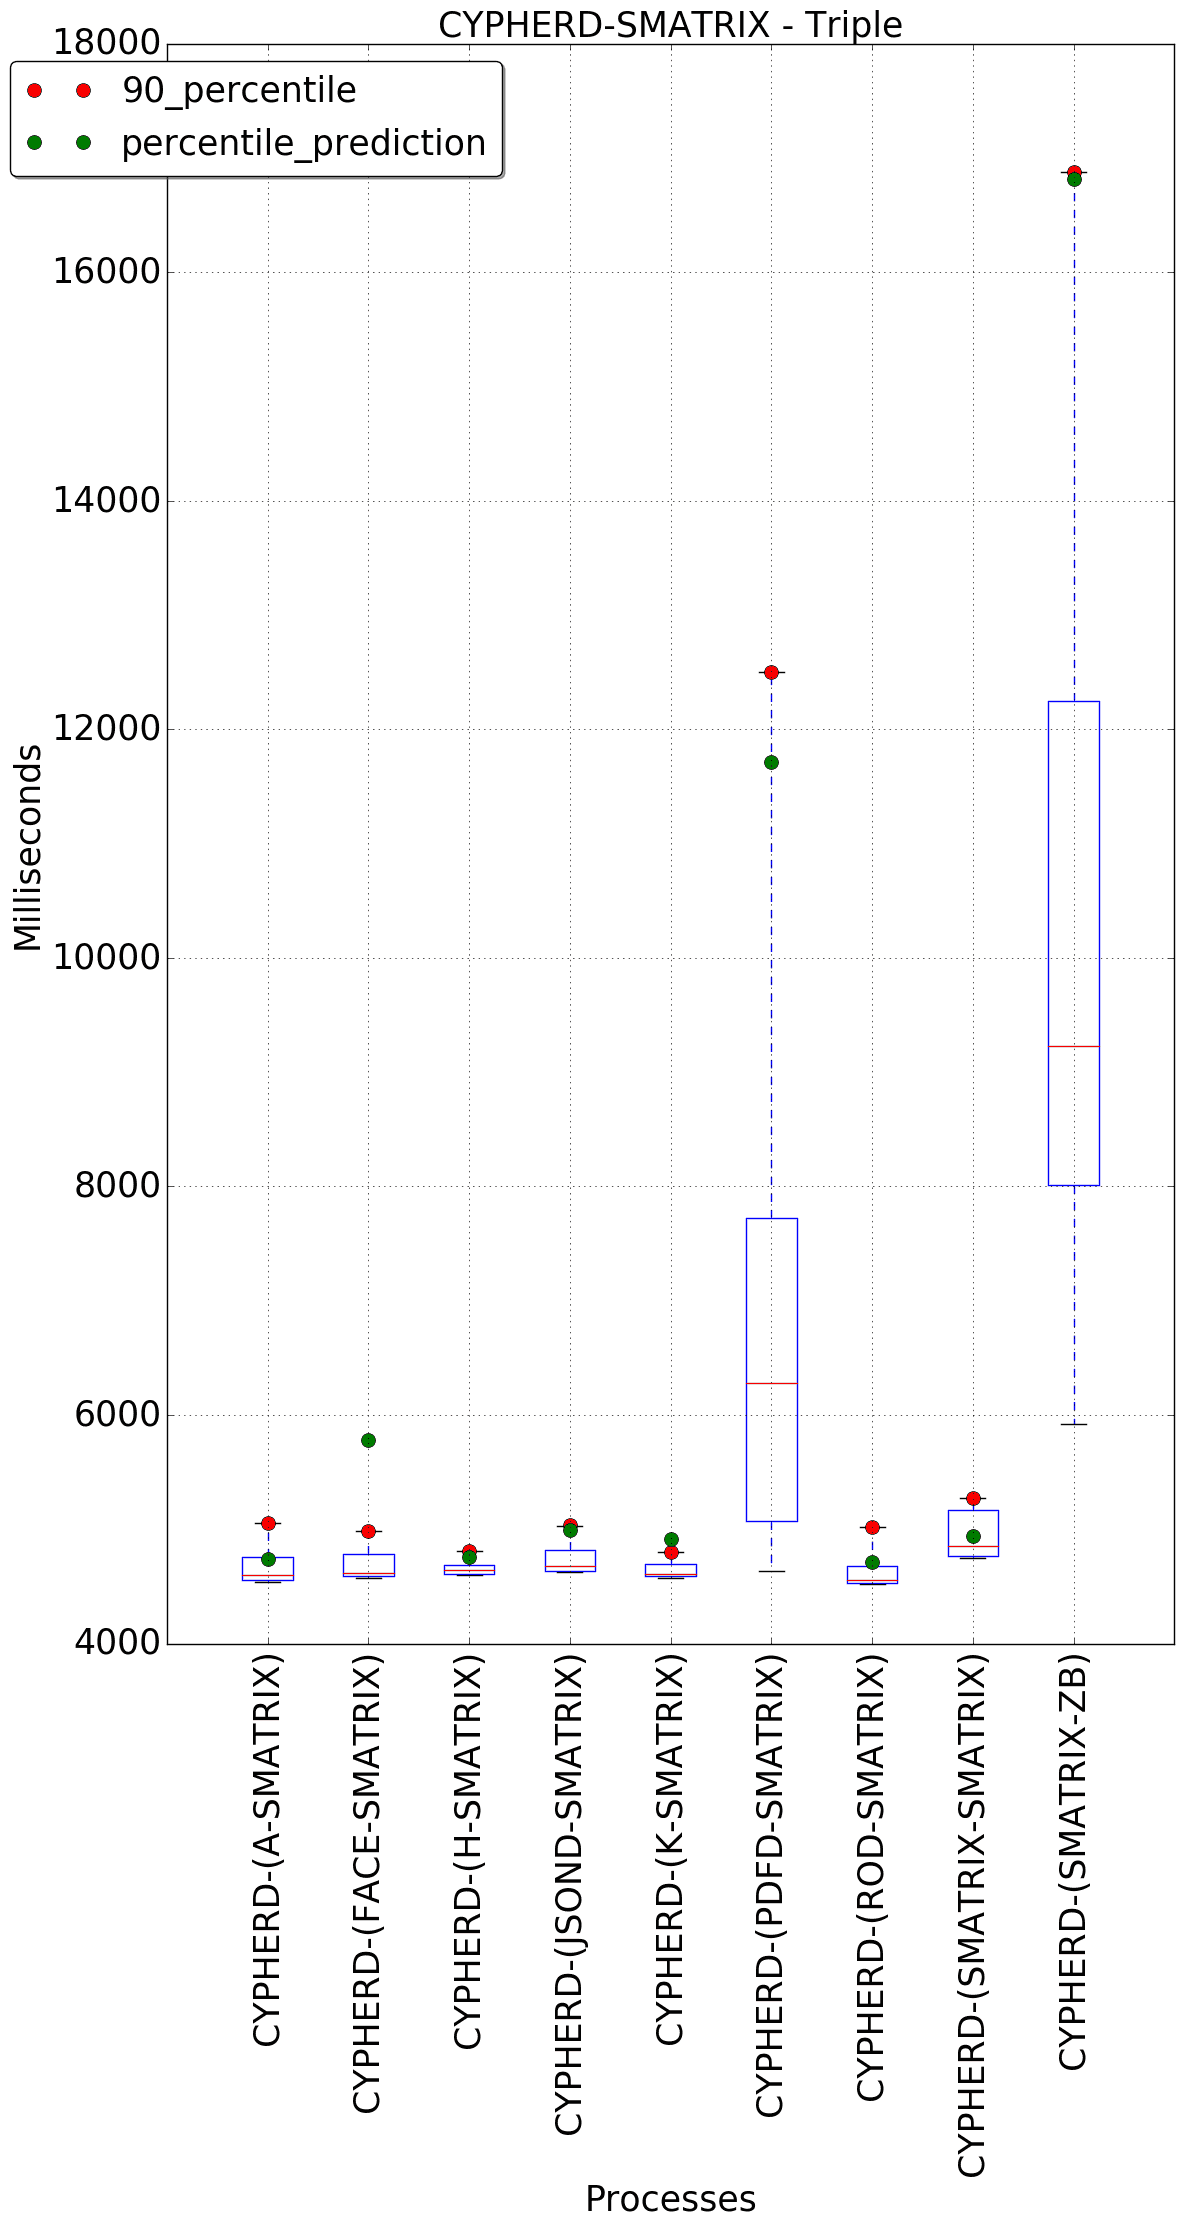 CYPHERD-SMATRIX - Triple
90_percentile
percentile_prediction
18000
16000
14000
12000
10000
8000
6000
4000
Milliseconds
CYPHERD-(A-SMATRIX)
CYPHERD-(FACE-SMATRIX)
CYPHERD-(H-SMATRIX)
CYPHERD-(JSOND-SMATRIX)
CYPHERD-(K-SMATRIX)
CYPHERD-(PDFD-SMATRIX)
CYPHERD-(ROD-SMATRIX)
CYPHERD-(SMATRIX-SMATRIX)
CYPHERD-(SMATRIX-ZB)
Processes